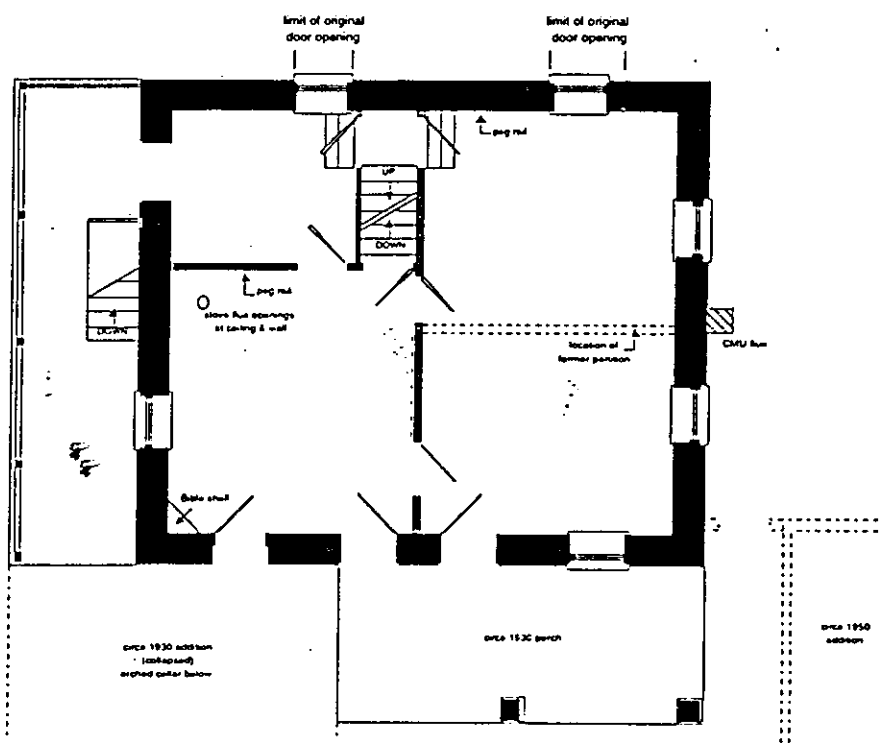 limit of original
door opening
limit of original
door opening
peg rail
UP
DOWN
peg rail
stove flue openings
at ceiling & wall
DOWN
location of
former partition
CMU flue
Bible shelf
circa 1930 addition
(collapsed)
arched cellar below
circa 1930 porch
circa 1950
addition